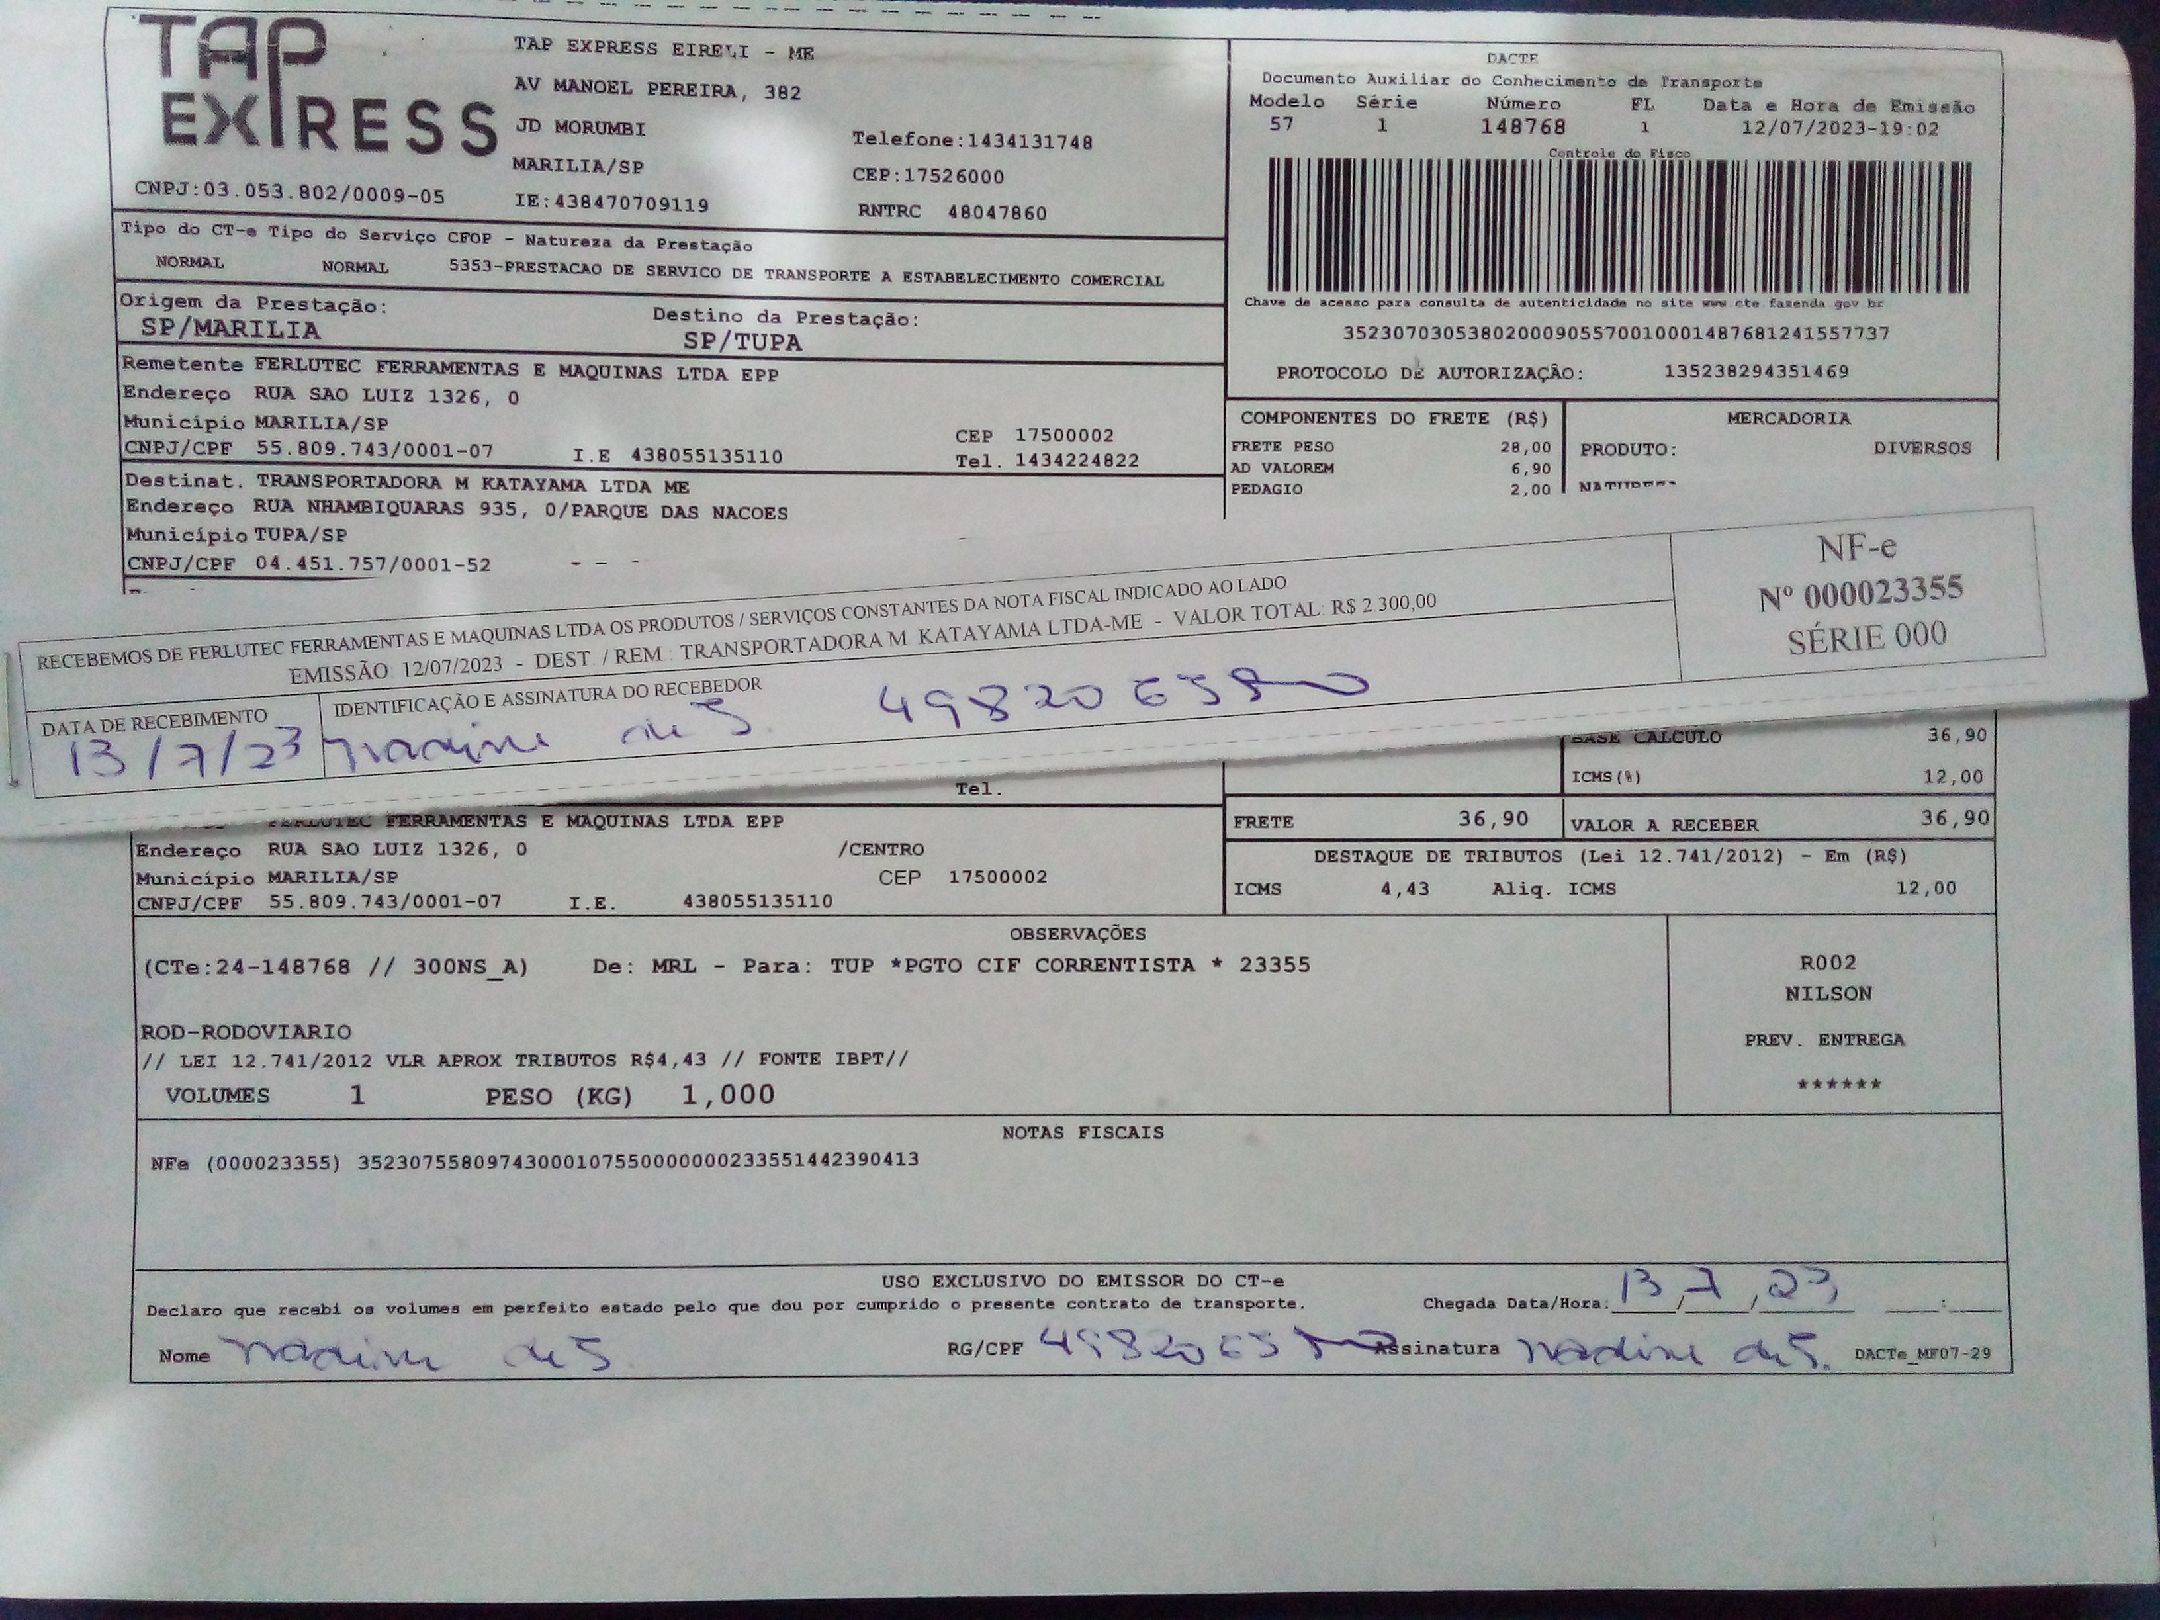 TAP EXPRESS
TAP EXPRESS EIRELI - ME
AV MANOEL PEREIRA, 382
JD MORUMBI
MARILIA/SP
Telefone:1434131748
CEP:17526000
CNPJ:03.053.802/0009-05 IE:438470709119 RNTRC 48047860
DACTE
Documento Auxiliar do Conhecimento de Transporte
Modelo Série Número FL Data e Hora de Emissão
57 1 148768 1 12/07/2023-19:02
Controle do Fisco
Chave de acesso para consulta de autenticidade no site www cte fazenda gov br
35230703053802000905570010001487681241557737
PROTOCOLO DE AUTORIZAÇÃO: 135238294351469
Tipo do CT-e Tipo do Serviço CFOP - Natureza da Prestação
NORMAL NORMAL 5353-PRESTACAO DE SERVICO DE TRANSPORTE A ESTABELECIMENTO COMERCIAL
Origem da Prestação: Destino da Prestação:
SP/MARILIA SP/TUPA
Remetente FERLUTEC FERRAMENTAS E MAQUINAS LTDA EPP
Endereço RUA SAO LUIZ 1326, 0
Município MARILIA/SP CEP 17500002
CNPJ/CPF 55.809.743/0001-07 I.E 438055135110 Tel. 1434224822
Destinat. TRANSPORTADORA M KATAYAMA LTDA ME
Endereço RUA NHAMBIQUARAS 935, 0/PARQUE DAS NACOES
Município TUPA/SP
CNPJ/CPF 04.451.757/0001-52
COMPONENTES DO FRETE (R$) MERCADORIA
FRETE PESO 28,00 PRODUTO: DIVERSOS
AD VALOREM 6,90
PEDAGIO 2,00
RECEBEMOS DE FERLUTEC FERRAMENTAS E MAQUINAS LTDA OS PRODUTOS / SERVIÇOS CONSTANTES DA NOTA FISCAL INDICADO AO LADO
EMISSÃO: 12/07/2023 - DEST. / REM.: TRANSPORTADORA M KATAYAMA LTDA-ME - VALOR TOTAL: R$ 2.300,00
NF-e
Nº 000023355
SÉRIE 000
DATA DE RECEBIMENTO IDENTIFICAÇÃO E ASSINATURA DO RECEBEDOR
13/7/23 Nadine de S.
BASE CALCULO 36,90
ICMS(%) 12,00
Tel.
FERLUTEC FERRAMENTAS E MAQUINAS LTDA EPP
FRETE 36,90 VALOR A RECEBER 36,90
Endereço RUA SAO LUIZ 1326, 0 /CENTRO
Município MARILIA/SP CEP 17500002
CNPJ/CPF 55.809.743/0001-07 I.E. 438055135110
DESTAQUE DE TRIBUTOS (Lei 12.741/2012) - Em (R$)
ICMS 4,43 Aliq. ICMS 12,00
OBSERVAÇÕES
(CTe:24-148768 // 300NS_A) De: MRL - Para: TUP *PGTO CIF CORRENTISTA * 23355
ROD-RODOVIARIO
// LEI 12.741/2012 VLR APROX TRIBUTOS R$4,43 // FONTE IBPT//
VOLUMES 1 PESO (KG) 1,000
R002
NILSON
PREV. ENTREGA
******
NOTAS FISCAIS
NFe (000023355) 35230755809743000107550000000233551442390413
USO EXCLUSIVO DO EMISSOR DO CT-e
Declaro que recebi os volumes em perfeito estado pelo que dou por cumprido o presente contrato de transporte. Chegada Data/Hora: 13/7/23 __:__
Nome Nadine de S RG/CPF Assinatura Nadine de S. DACTe_MF07-29